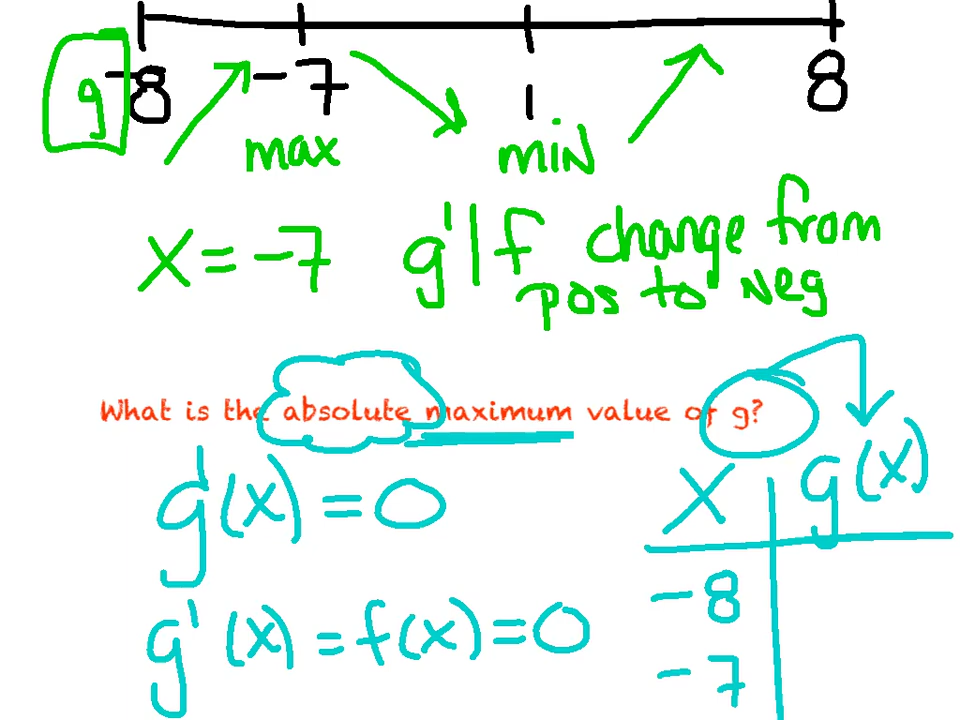 g -8 -7 1 8
max min
x = -7 g'|f change from
pos to neg
What is the absolute maximum value of g?
g'(x) = 0
x g(x)
g'(x) = f(x) = 0
-8
-7